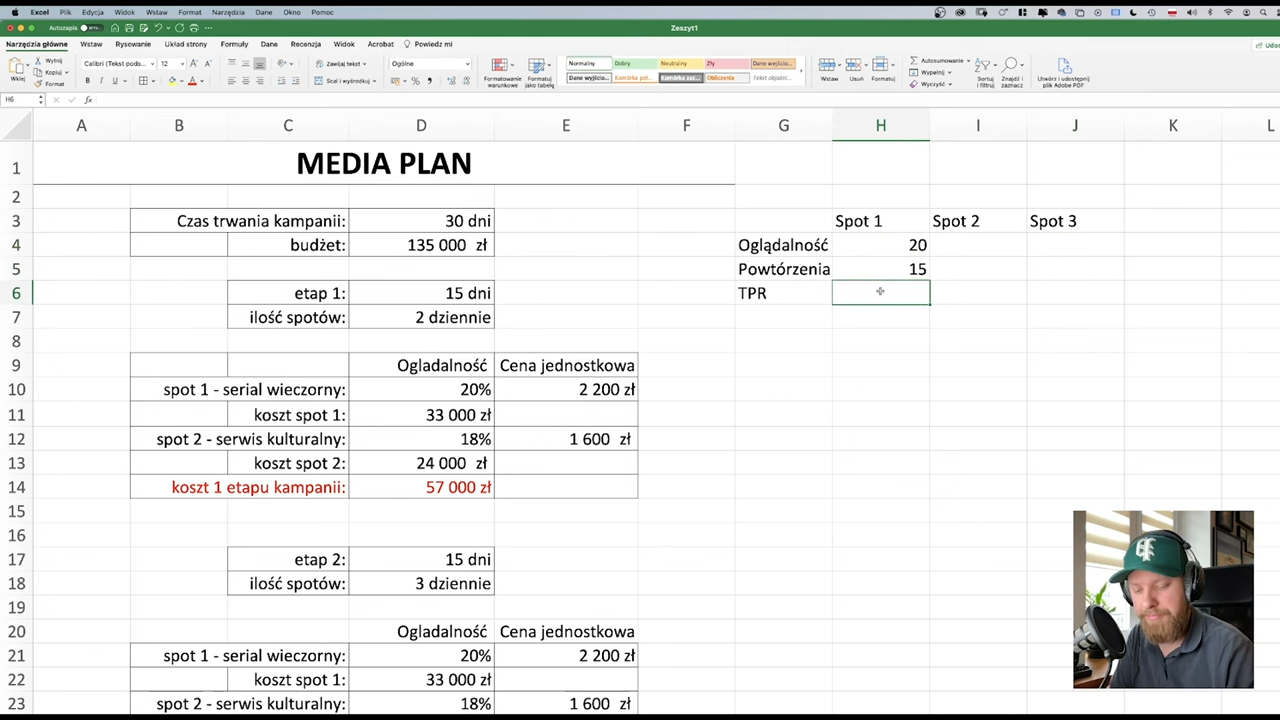 Excel Plik Edycja Widok Wstaw Format Narzędzia Dane Okno Pomoc
Autozapis Zeszyt1
Narzędzia główne Wstaw Rysowanie Układ strony Formuły Dane Recenzja Widok Acrobat Powiedz mi
Wklej Wytnij Kopiuj Format Calibri (Tekst pods... 12 Zawijaj tekst Scal i wyśrodkuj Ogólne Formatowanie warunkowe Formatuj jako tabelę Normalny Dobry Neutralny Zły Dane wejścio... Dane wyjścio... Komórka poł... Komórka zaz... Obliczenia Tekst objaśni... Wstaw Usuń Formatuj Autosumowanie Wypełnij Wyczyść Sortuj i filtruj Znajdź i zaznacz Utwórz i udostępnij plik Adobe PDF
H6 fx
A B C D E F G H I J K L
1 MEDIA PLAN
2
3 Czas trwania kampanii: 30 dni Spot 1 Spot 2 Spot 3
4 budżet: 135 000 zł Oglądalność 20
5 Powtórzenia 15
6 etap 1: 15 dni TPR
7 ilość spotów: 2 dziennie
8
9 Ogladalność Cena jednostkowa
10 spot 1 - serial wieczorny: 20% 2 200 zł
11 koszt spot 1: 33 000 zł
12 spot 2 - serwis kulturalny: 18% 1 600 zł
13 koszt spot 2: 24 000 zł
14 koszt 1 etapu kampanii: 57 000 zł
15
16
17 etap 2: 15 dni
18 ilość spotów: 3 dziennie
19
20 Ogladalność Cena jednostkowa
21 spot 1 - serial wieczorny: 20% 2 200 zł
22 koszt spot 1: 33 000 zł
23 spot 2 - serwis kulturalny: 18% 1 600 zł